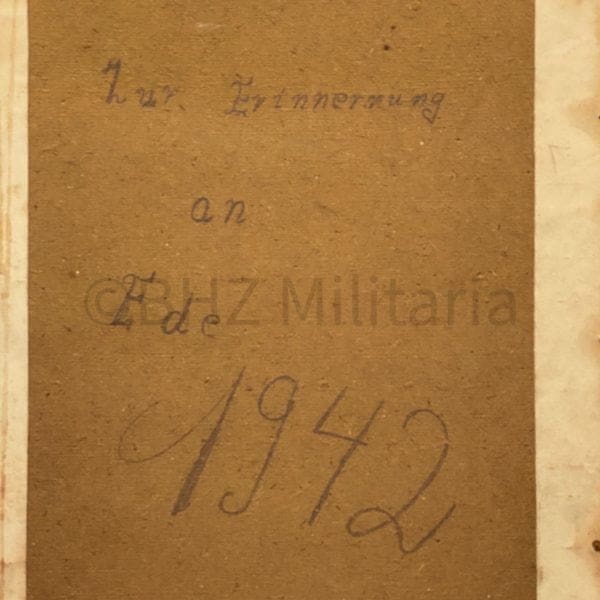 Zur Erinnernung
an
Ede
©BHZ Militaria
1942